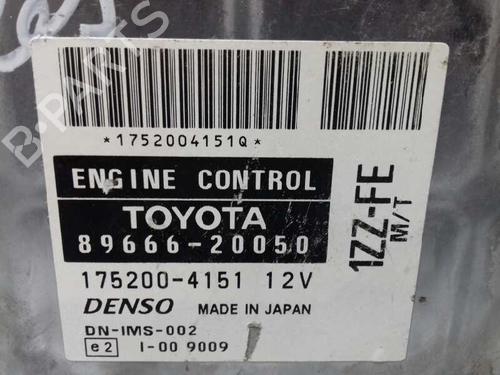 *1752004151Q*
ENGINE CONTROL
TOYOTA
89666-20050
175200-4151 12V
DENSO MADE IN JAPAN
DN-IMS-002
e2 I-00 9009
1ZZ-FE
M/T
B-PARTS